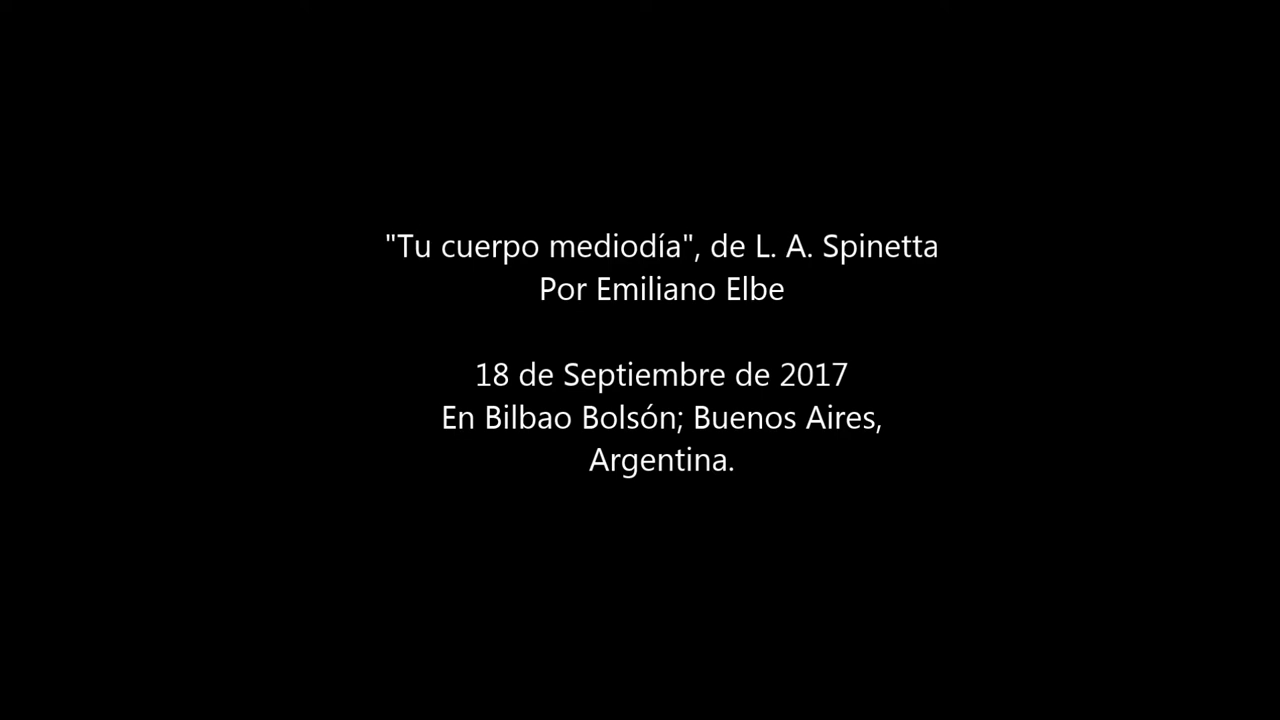 "Tu cuerpo mediodía", de L. A. Spinetta
Por Emiliano Elbe
18 de Septiembre de 2017
En Bilbao Bolsón; Buenos Aires,
Argentina.